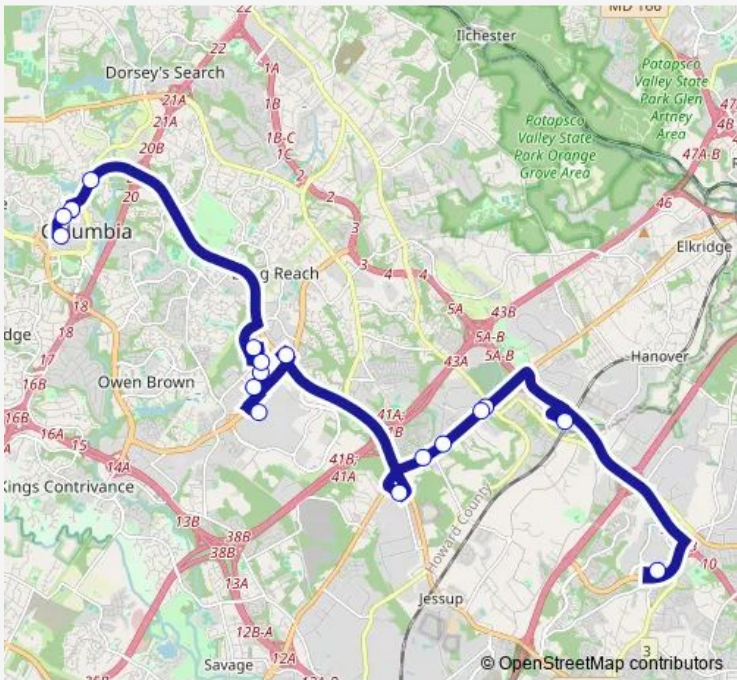 22
MD 166
Ilchester
22
Dorsey's Search
1A
21A
21A
1B
20B
1B-C
1C
2
2
20
3
3
4
4
Patapsco
Valley State
Park Glen
Artney
Area
Patapsco
Valley State
Park Orange
Grove Area
47A-B
4B
46
Elkridge
Columbia
g Reach
18
18
17
dge
16B
16B
16A
15
14A
5A
43B
5A-B
5A-B
43A
Hanover
Owen Brown
41A;
1B
41B;
41A
Kings Contrivance
13B
38B
38B
13A
Howard County
10
Jessup
12B-A
12A
3
Savage
© OpenStreetMap contributors